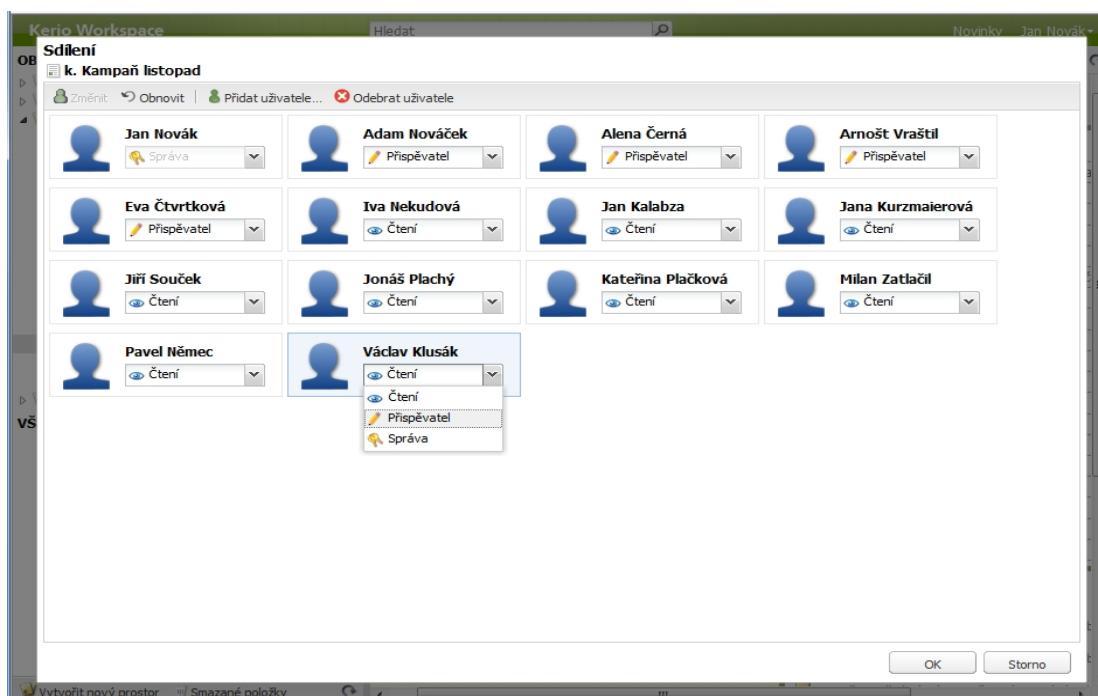 Kerio Workspace
Hledat
Novinky Jan Novák
OB
Sdílení
k. Kampaň listopad
Změnit Obnovit Přidat uživatele... Odebrat uživatele
Jan Novák Adam Nováček Alena Černá Arnošt Vraštil
Správa Přispěvatel Přispěvatel Přispěvatel
Eva Čtvrtková Iva Nekudová Jan Kalabza Jana Kurzmaierová
Přispěvatel Čtení Čtení Čtení
Jiří Souček Jonáš Plachý Kateřina Plačková Milan Zatlačil
Čtení Čtení Čtení Čtení
Pavel Němec Václav Klusák
Čtení Čtení
Čtení
VŠ
Přispěvatel
Správa
OK Storno
Vytvořit nový prostor Smazané položky